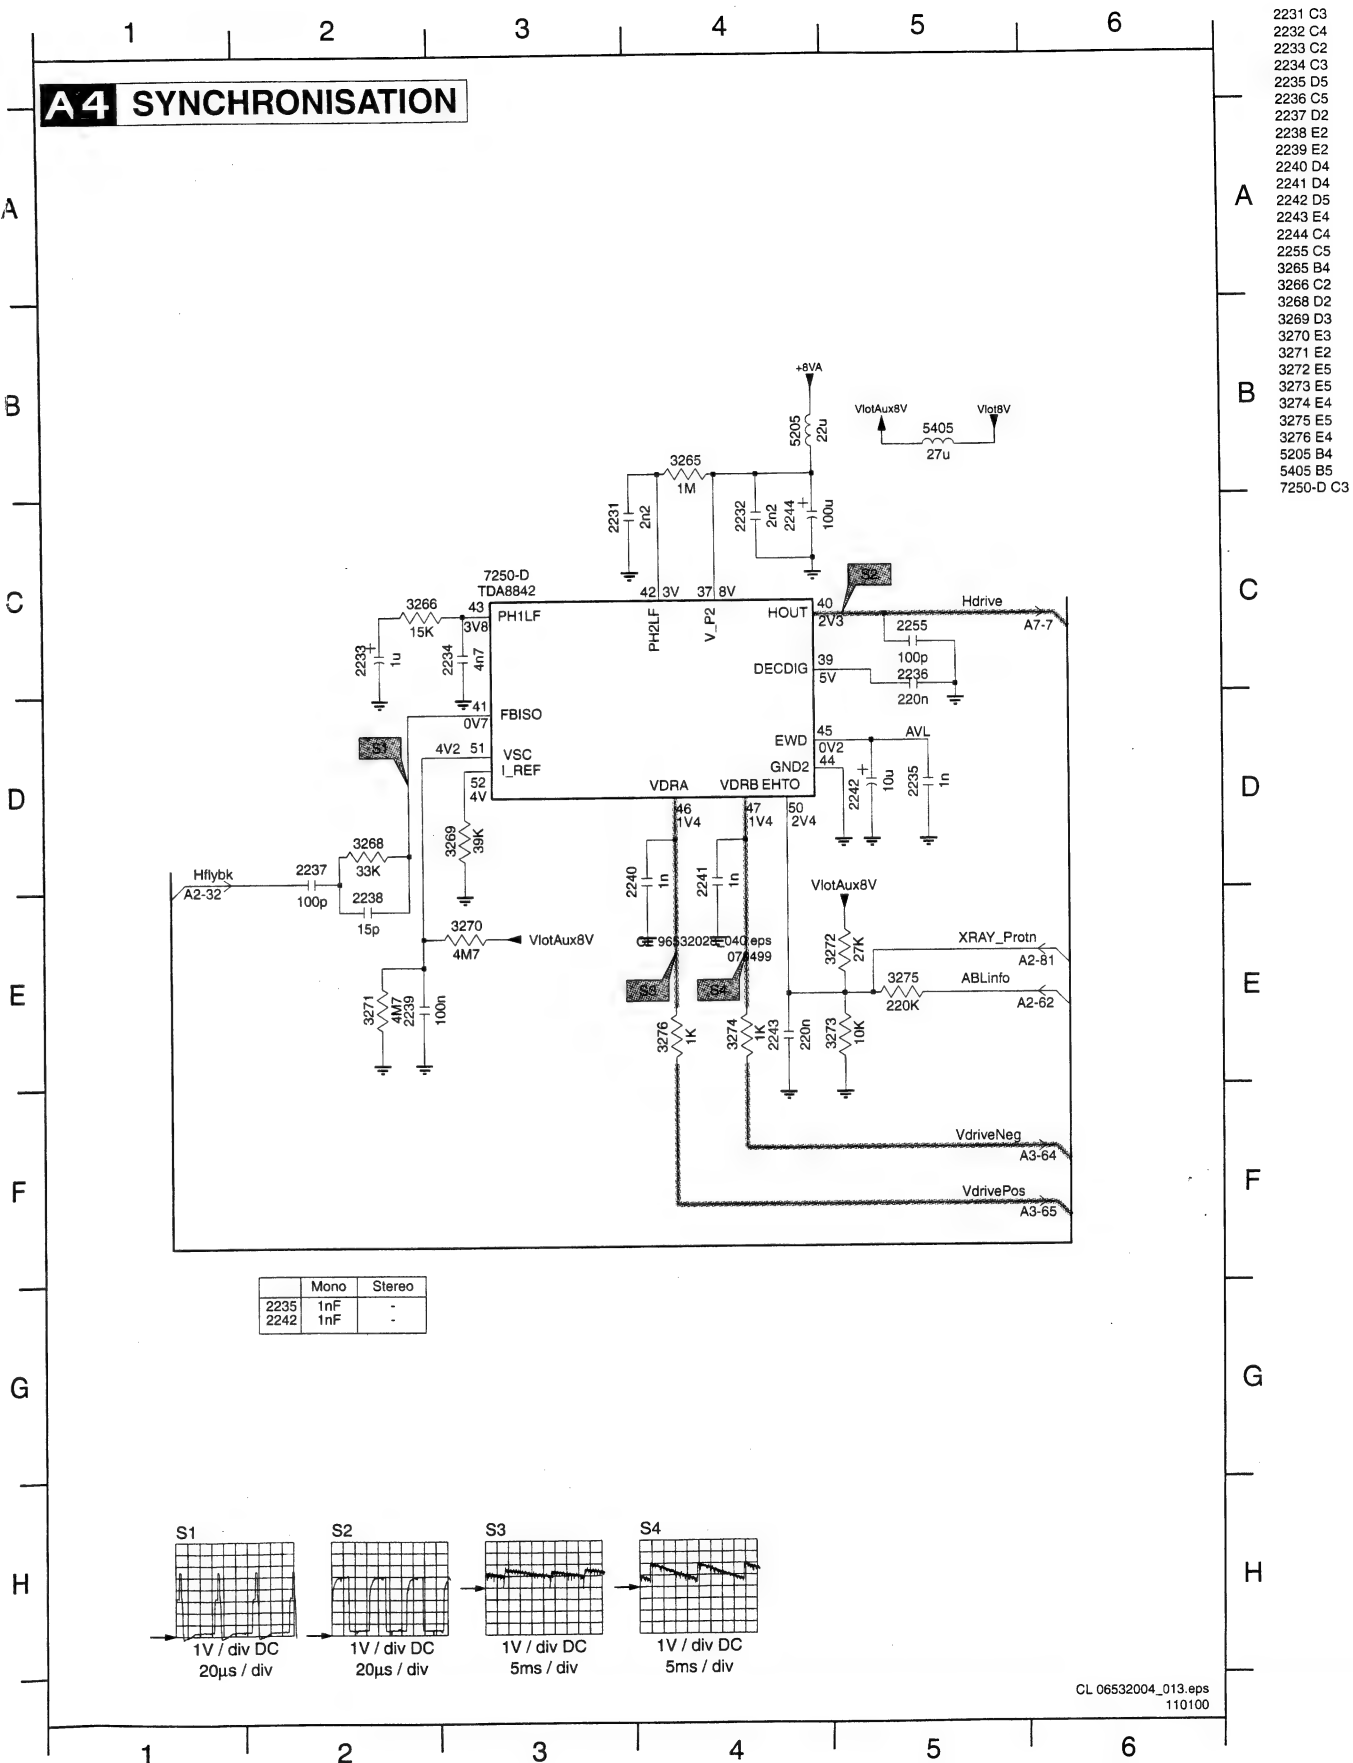 1 2 3 4 5 6
A4 SYNCHRONISATION
2231 C3
2232 C4
2233 C2
2234 C3
2235 D5
2236 C5
2237 D2
2238 E2
2239 E2
2240 D4
2241 D4
2242 D5
2243 E4
2244 C4
2255 C5
3265 B4
3266 C2
3268 D2
3269 D3
3270 E3
3271 E2
3272 E5
3273 E5
3274 E4
3275 E5
3276 E4
5205 B4
5405 B5
7250-D C3
A A
B B
C C
D D
E E
F F
G G
H H
+8VA
5205
22u
VlotAux8V
Vlot8V
5405
27u
3265
1M
2231
2n2
2232
2n2
2244
+
100u
7250-D
TDA8842
42 3V
37 8V
PH2LF
V_P2
3266
15K
43
3V8
PH1LF
2233
+
1u
2234
4n7
HOUT
40
2V3
S2
Hdrive
A7-7
2255
100p
DECDIG
39
5V
2236
220n
41
0V7
FBISO
S1
4V2 51
VSC
I_REF
52
4V
EWD
45
0V2
AVL
GND2
44
2242
+
10u
2235
1n
VDRA
VDRB
EHTO
46
1V4
47
1V4
50
2V4
3269
39K
3268
33K
Hflybk
A2-32
2237
100p
2238
15p
2240
1n
2241
1n
VlotAux8V
3270
4M7
VlotAux8V
CL 96532028_040.eps
3272
27K
XRAY_Protn
A2-81
S3
S4
3275
220K
ABLinfo
A2-62
3271
4M7
2239
100n
3276
1K
3274
1K
2243
220n
3273
10K
VdriveNeg
A3-64
VdrivePos
A3-65
Mono Stereo
2235 1nF -
2242 1nF -
S1
1V / div DC
20µs / div
S2
1V / div DC
20µs / div
S3
1V / div DC
5ms / div
S4
1V / div DC
5ms / div
CL 06532004_013.eps
110100
1 2 3 4 5 6